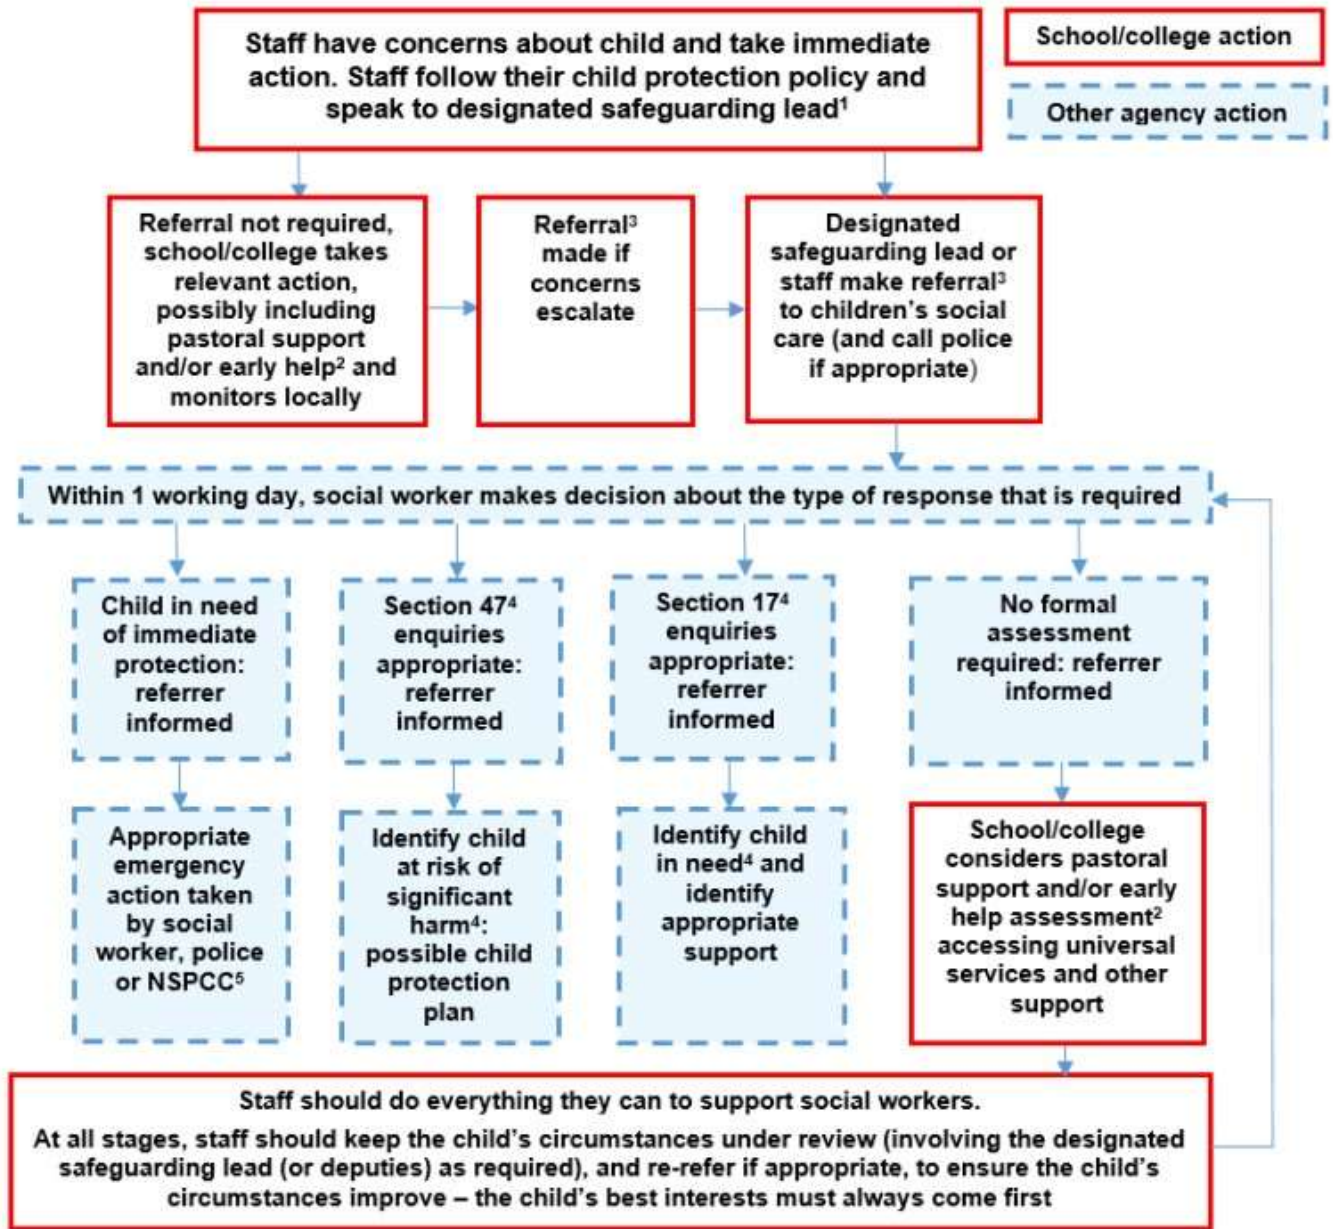 Staff have concerns about child and take immediate
action. Staff follow their child protection policy and
speak to designated safeguarding lead¹
School/college action
Other agency action
Referral not required,
school/college takes
relevant action,
possibly including
pastoral support
and/or early help² and
monitors locally
Referral³
made if
concerns
escalate
Designated
safeguarding lead or
staff make referral³
to children’s social
care (and call police
if appropriate)
Within 1 working day, social worker makes decision about the type of response that is required
Child in need
of immediate
protection:
referrer
informed
Section 47⁴
enquiries
appropriate:
referrer
informed
Section 17⁴
enquiries
appropriate:
referrer
informed
No formal
assessment
required: referrer
informed
Appropriate
emergency
action taken
by social
worker, police
or NSPCC⁵
Identify child
at risk of
significant
harm⁴:
possible child
protection
plan
Identify child
in need⁴ and
identify
appropriate
support
School/college
considers pastoral
support and/or early
help assessment²
accessing universal
services and other
support
Staff should do everything they can to support social workers.
At all stages, staff should keep the child’s circumstances under review (involving the designated
safeguarding lead (or deputies) as required), and re-refer if appropriate, to ensure the child’s
circumstances improve – the child’s best interests must always come first